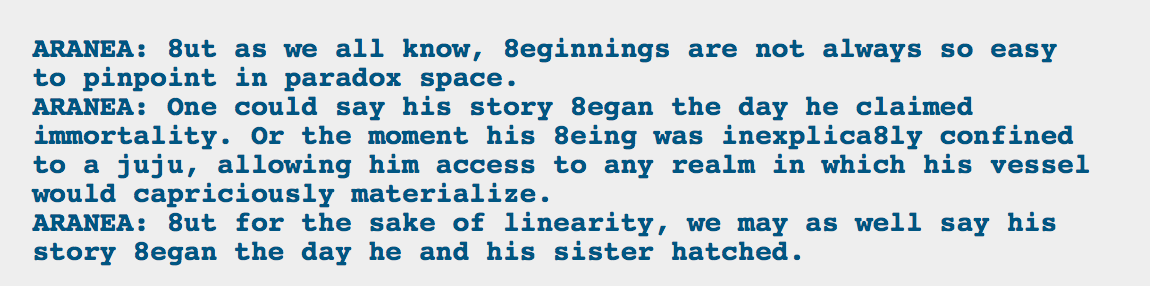 ARANEA: 8ut as we all know, 8eginnings are not always so easy
to pinpoint in paradox space.
ARANEA: One could say his story 8egan the day he claimed
immortality. Or the moment his 8eing was inexplica8ly confined
to a juju, allowing him access to any realm in which his vessel
would capriciously materialize.
ARANEA: 8ut for the sake of linearity, we may as well say his
story 8egan the day he and his sister hatched.